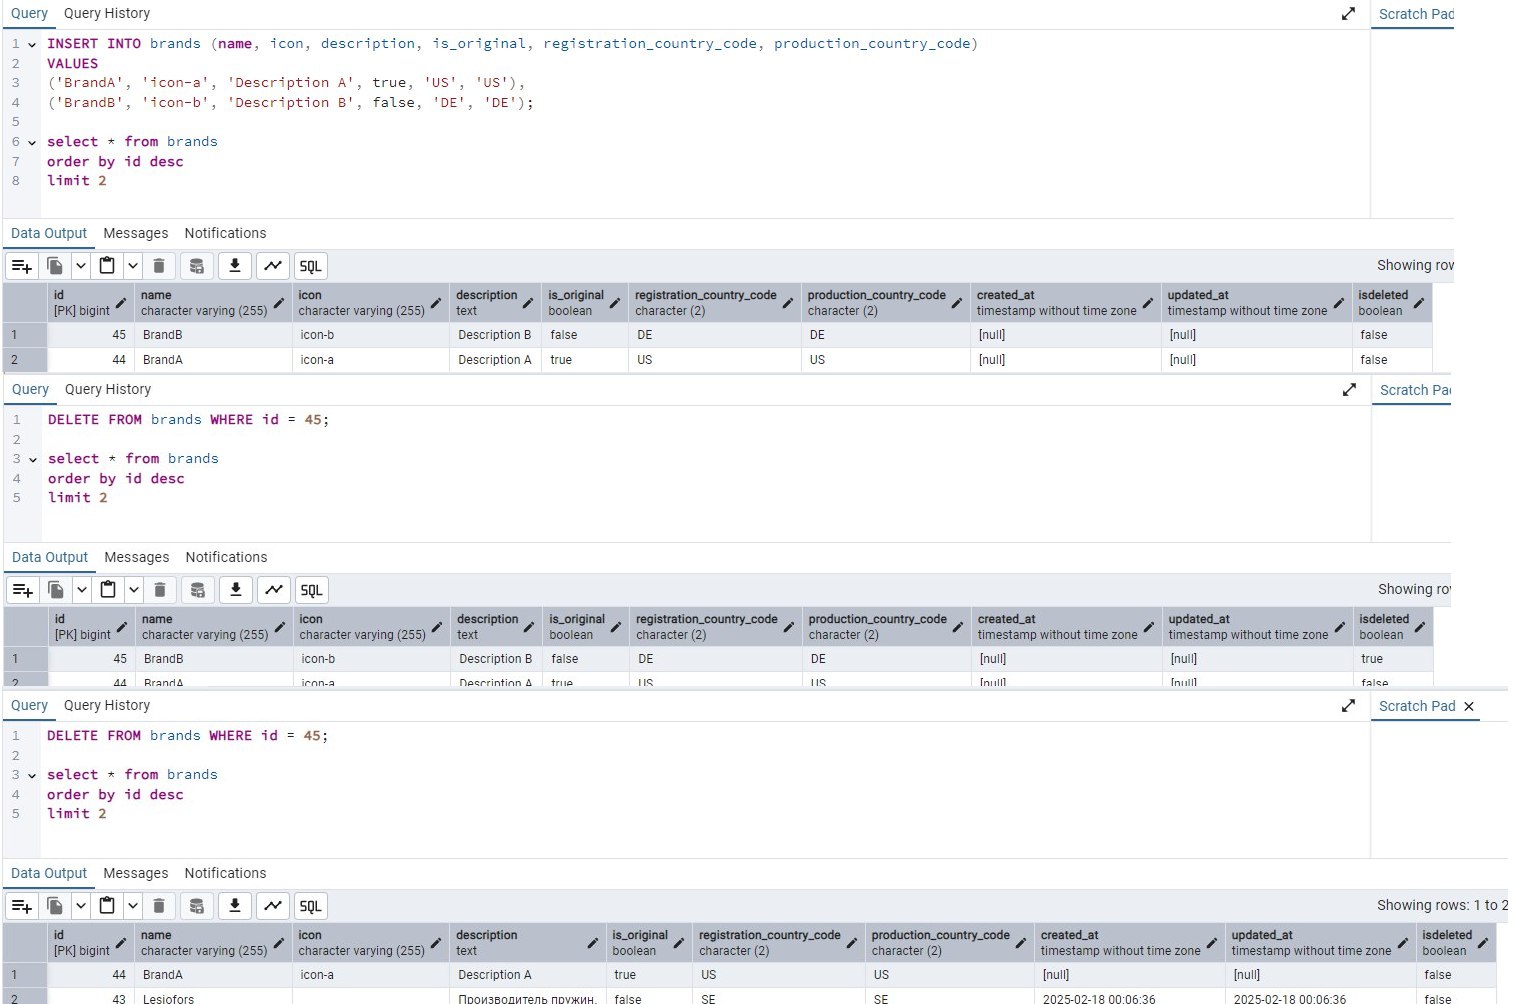 Query Query History Scratch Pad
1 INSERT INTO brands (name, icon, description, is_original, registration_country_code, production_country_code)
2 VALUES
3 ('BrandA', 'icon-a', 'Description A', true, 'US', 'US'),
4 ('BrandB', 'icon-b', 'Description B', false, 'DE', 'DE');
5
6 select * from brands
7 order by id desc
8 limit 2
Data Output Messages Notifications
SQL Showing
id name icon description is_original registration_country_code production_country_code created_at updated_at isdeleted
[PK] bigint character varying (255) character varying (255) text boolean character (2) character (2) timestamp without time zone timestamp without time zone boolean
1 45 BrandB icon-b Description B false DE DE [null] [null] false
2 44 BrandA icon-a Description A true US US [null] [null] false
Query Query History Scratch
1 DELETE FROM brands WHERE id = 45;
2
3 select * from brands
4 order by id desc
5 limit 2
Data Output Messages Notifications
SQL Showing
id name icon description is_original registration_country_code production_country_code created_at updated_at isdeleted
[PK] bigint character varying (255) character varying (255) text boolean character (2) character (2) timestamp without time zone timestamp without time zone boolean
1 45 BrandB icon-b Description B false DE DE [null] [null] true
2 44 BrandA icon-a Description A true US US [null] [null] false
Query Query History Scratch Pad
1 DELETE FROM brands WHERE id = 45;
2
3 select * from brands
4 order by id desc
5 limit 2
Data Output Messages Notifications
SQL Showing rows: 1 to 2
id name icon description is_original registration_country_code production_country_code created_at updated_at isdeleted
[PK] bigint character varying (255) character varying (255) text boolean character (2) character (2) timestamp without time zone timestamp without time zone boolean
1 44 BrandA icon-a Description A true US US [null] [null] false
2 43 Lesjofors Производитель пружин. false SE SE 2025-02-18 00:06:36 2025-02-18 00:06:36 false